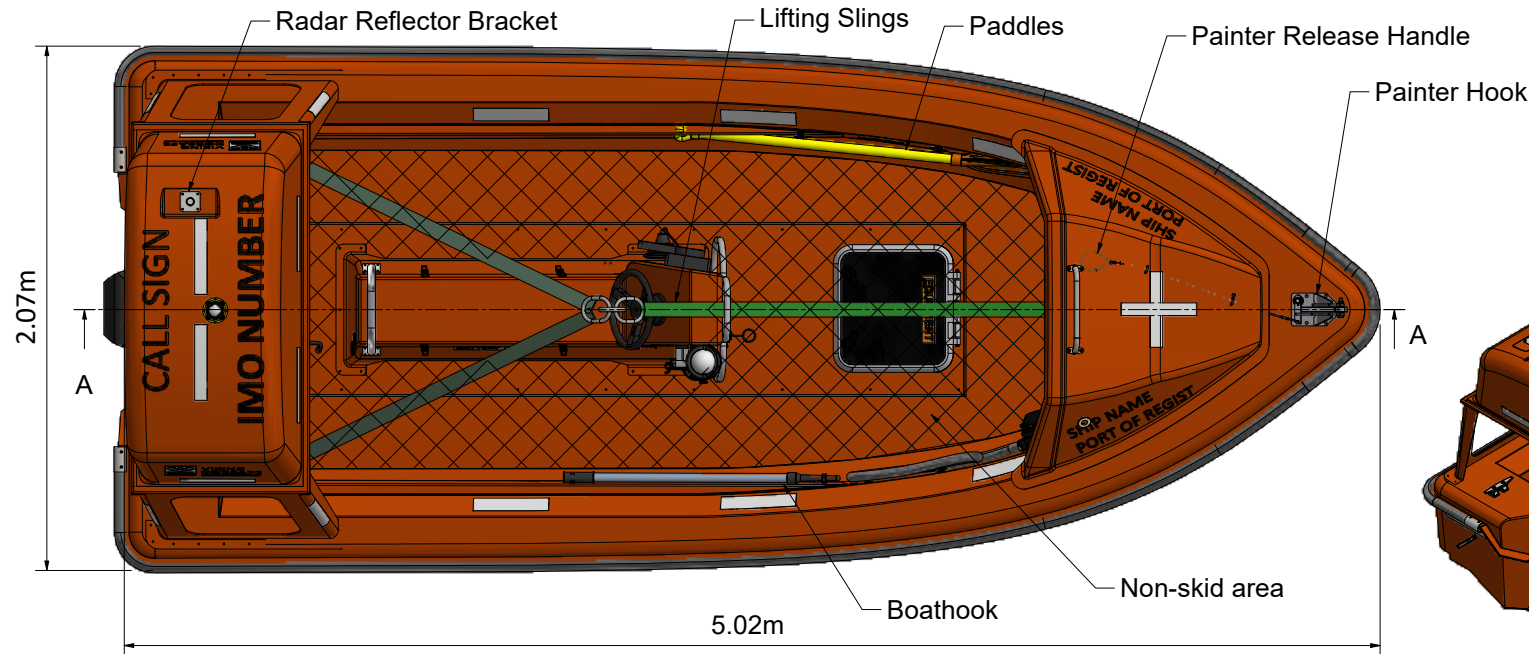 Radar Reflector Bracket
Lifting Slings
Paddles
Painter Release Handle
Painter Hook
2.07m
A
A
CALL SIGN
IMO NUMBER
SHIP NAME
PORT OF REGIST
SHIP NAME
PORT OF REGIST
EQUIPMENT
Non-skid area
Boathook
5.02m